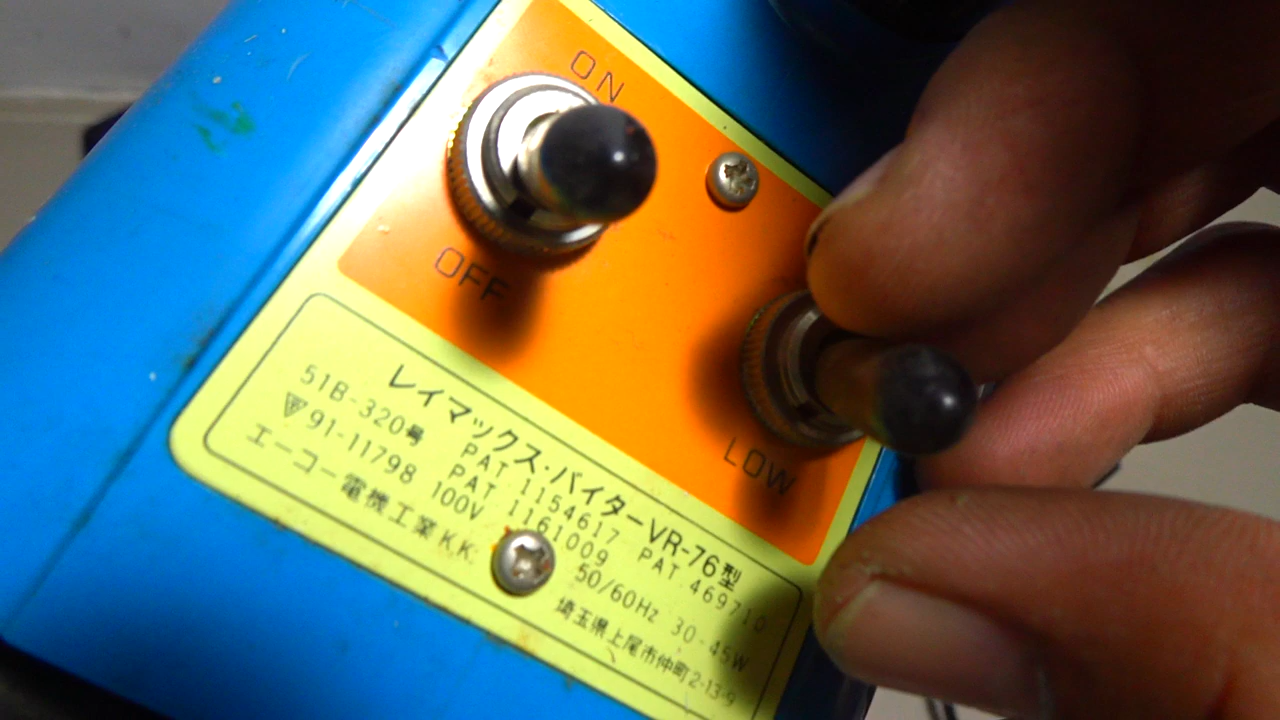 ON
OFF
LOW
レイマックス・バイターVR-76型
51B-320号 PAT 1154617 PAT.469710
91-11798 PAT 1161009
100V 50/60Hz 30-45W
エーコー電機工業KK. 埼玉県上尾市仲町2-13-9